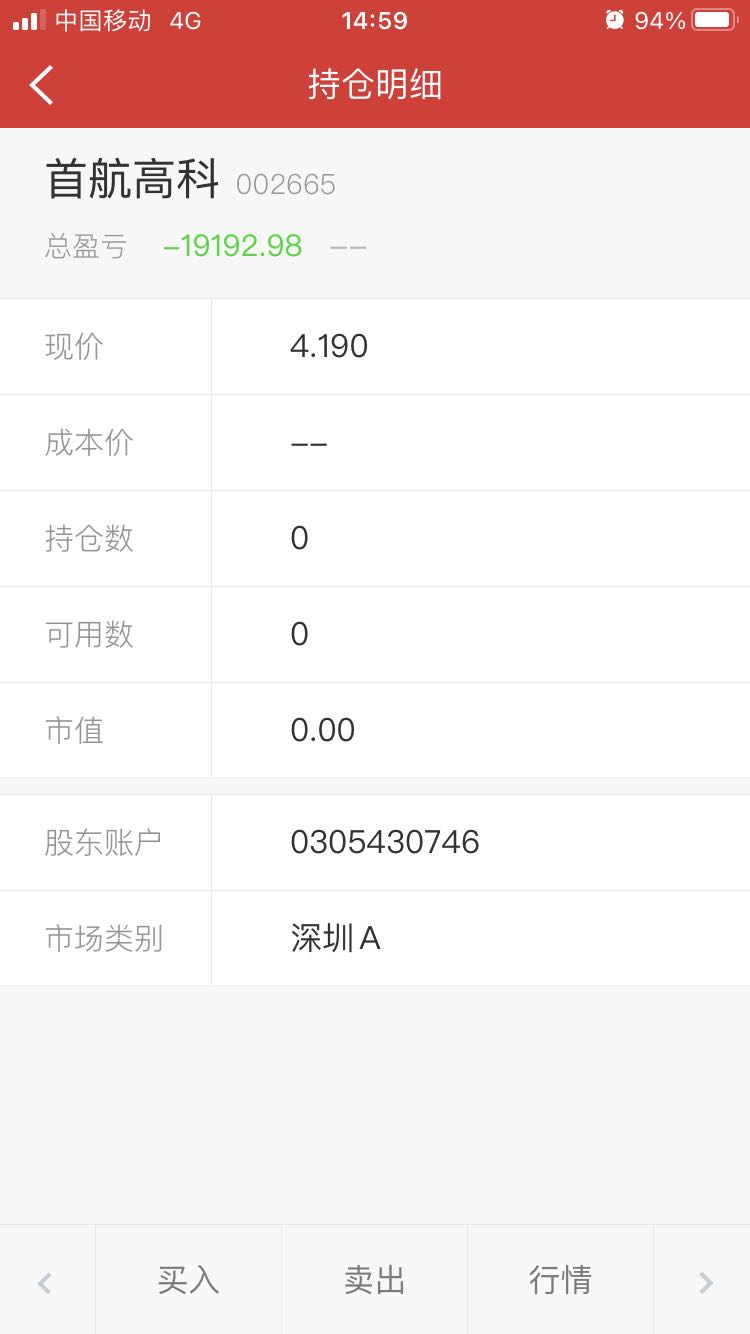 中国移动 4G 14:59 94%
持仓明细
首航高科 002665
总盈亏 -19192.98 --
现价 4.190
成本价 --
持仓数 0
可用数 0
市值 0.00
股东账户 0305430746
市场类别 深圳A
买入 卖出 行情